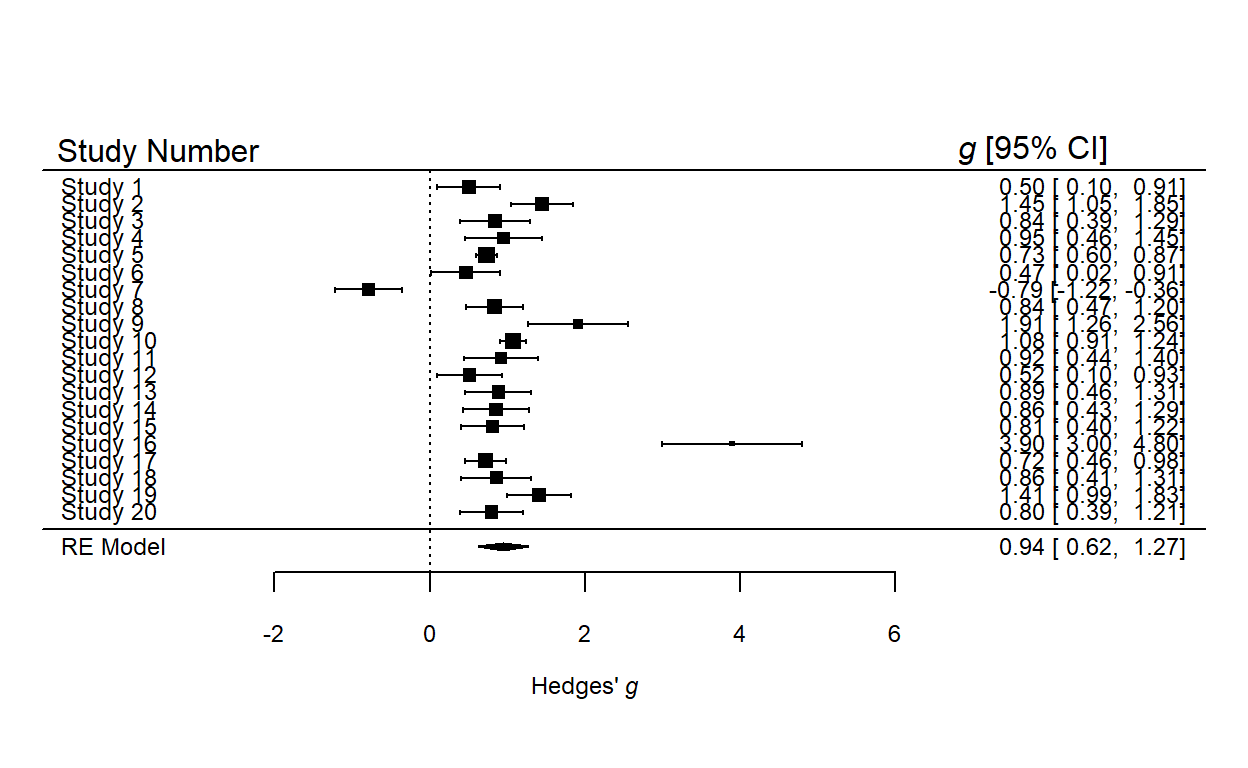 Study Number g [95% CI]
Study 1 0.50 [ 0.10, 0.91]
Study 2 1.45 [ 1.05, 1.85]
Study 3 0.84 [ 0.39, 1.29]
Study 4 0.95 [ 0.46, 1.45]
Study 5 0.73 [ 0.60, 0.87]
Study 6 0.47 [ 0.02, 0.91]
Study 7 -0.79 [-1.22, -0.36]
Study 8 0.84 [ 0.47, 1.20]
Study 9 1.91 [ 1.26, 2.56]
Study 10 1.08 [ 0.91, 1.24]
Study 11 0.92 [ 0.44, 1.40]
Study 12 0.52 [ 0.10, 0.93]
Study 13 0.89 [ 0.46, 1.31]
Study 14 0.86 [ 0.43, 1.29]
Study 15 0.81 [ 0.40, 1.22]
Study 16 3.90 [ 3.00, 4.80]
Study 17 0.72 [ 0.46, 0.98]
Study 18 0.86 [ 0.41, 1.31]
Study 19 1.41 [ 0.99, 1.83]
Study 20 0.80 [ 0.39, 1.21]
RE Model 0.94 [ 0.62, 1.27]
-2 0 2 4 6
Hedges' g